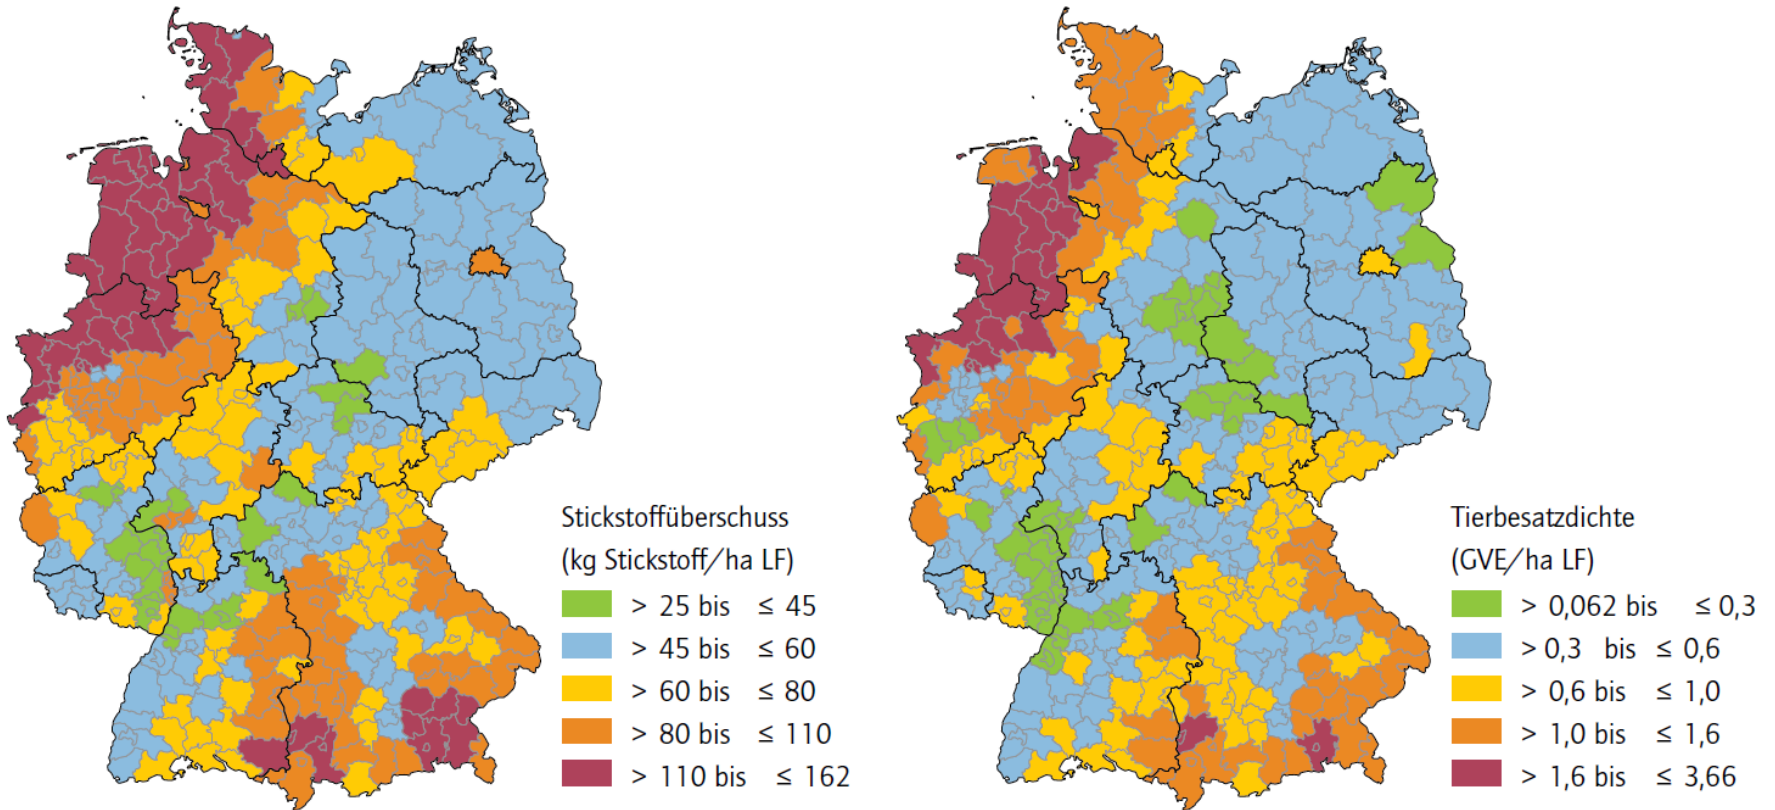 Stickstoffüberschuss
(kg Stickstoff/ha LF)
> 25 bis ≤ 45
> 45 bis ≤ 60
> 60 bis ≤ 80
> 80 bis ≤ 110
> 110 bis ≤ 162
Tierbesatzdichte
(GVE/ha LF)
> 0,062 bis ≤ 0,3
> 0,3 bis ≤ 0,6
> 0,6 bis ≤ 1,0
> 1,0 bis ≤ 1,6
> 1,6 bis ≤ 3,66